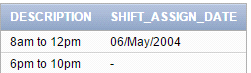 DESCRIPTION SHIFT_ASSIGN_DATE
8am to 12pm 06/May/2004
6pm to 10pm -